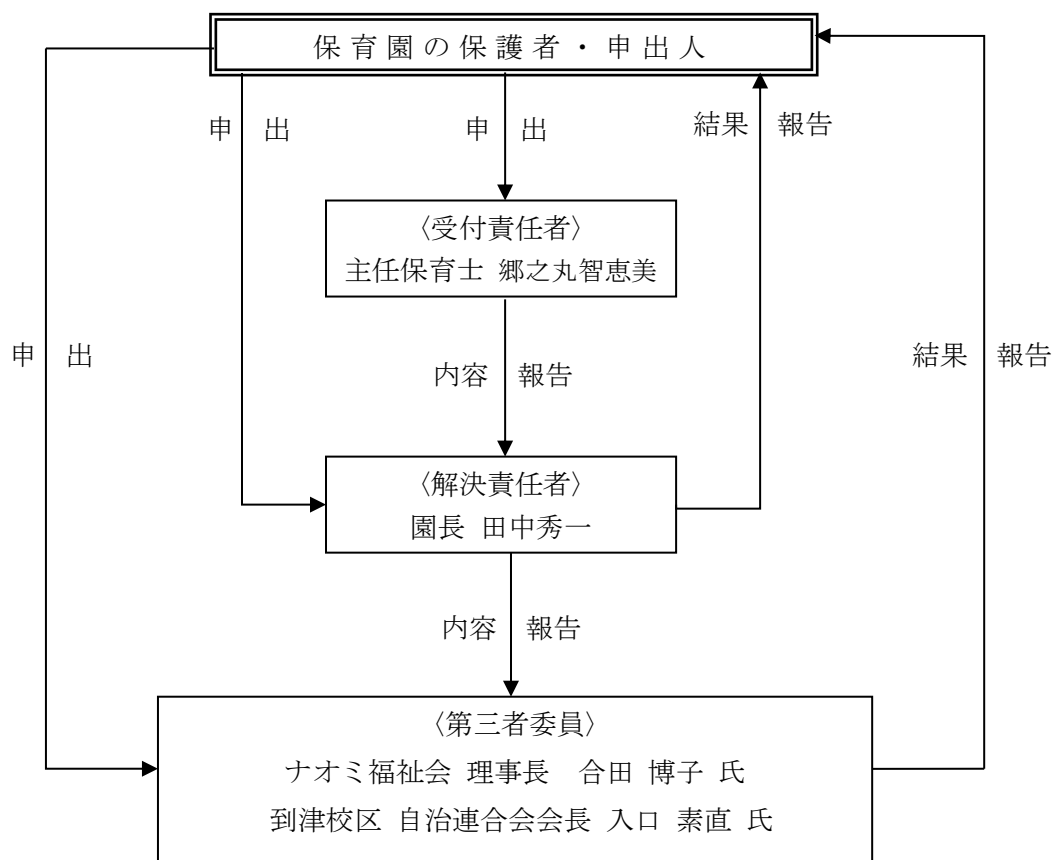 保育園の保護者・申出人
申 出
申 出
結果 報告
〈受付責任者〉
主任保育士 郷之丸智恵美
申 出
結果 報告
内容 報告
〈解決責任者〉
園長 田中秀一
内容 報告
〈第三者委員〉
ナオミ福祉会 理事長 合田 博子 氏
到津校区 自治連合会会長 入口 素直 氏